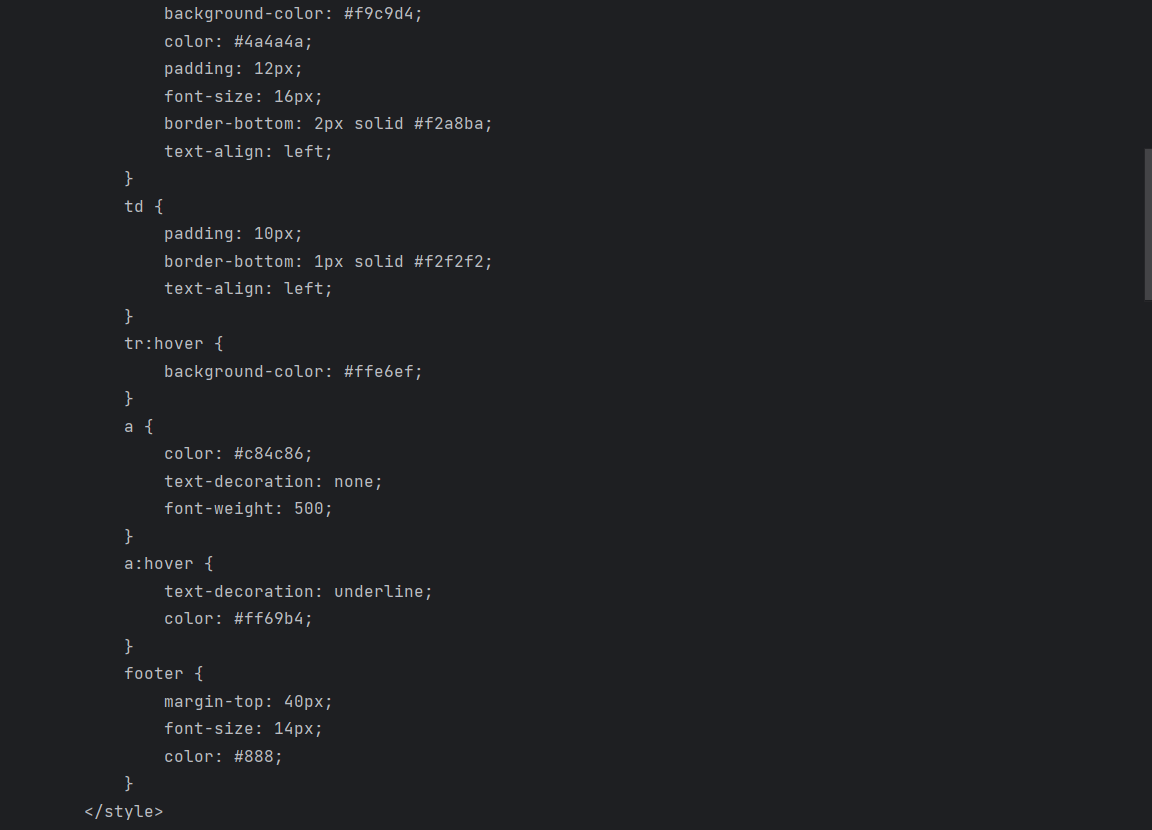 background-color: #f9c9d4;
color: #4a4a4a;
padding: 12px;
font-size: 16px;
border-bottom: 2px solid #f2a8ba;
text-align: left;
}
td {
padding: 10px;
border-bottom: 1px solid #f2f2f2;
text-align: left;
}
tr:hover {
background-color: #ffe6ef;
}
a {
color: #c84c86;
text-decoration: none;
font-weight: 500;
}
a:hover {
text-decoration: underline;
color: #ff69b4;
}
footer {
margin-top: 40px;
font-size: 14px;
color: #888;
}
</style>